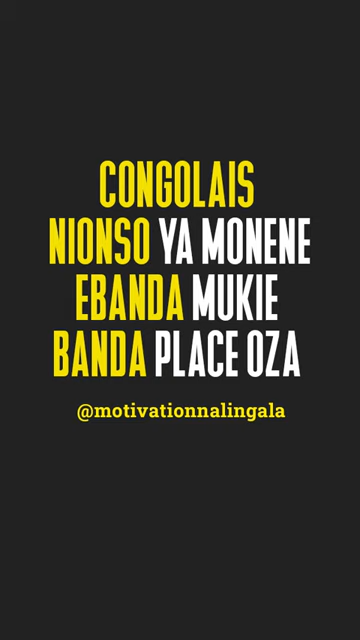 CONGOLAIS
NIONSO YA MONENE
EBANDA MUKIE
BANDA PLACE OZA
@motivationnalingala